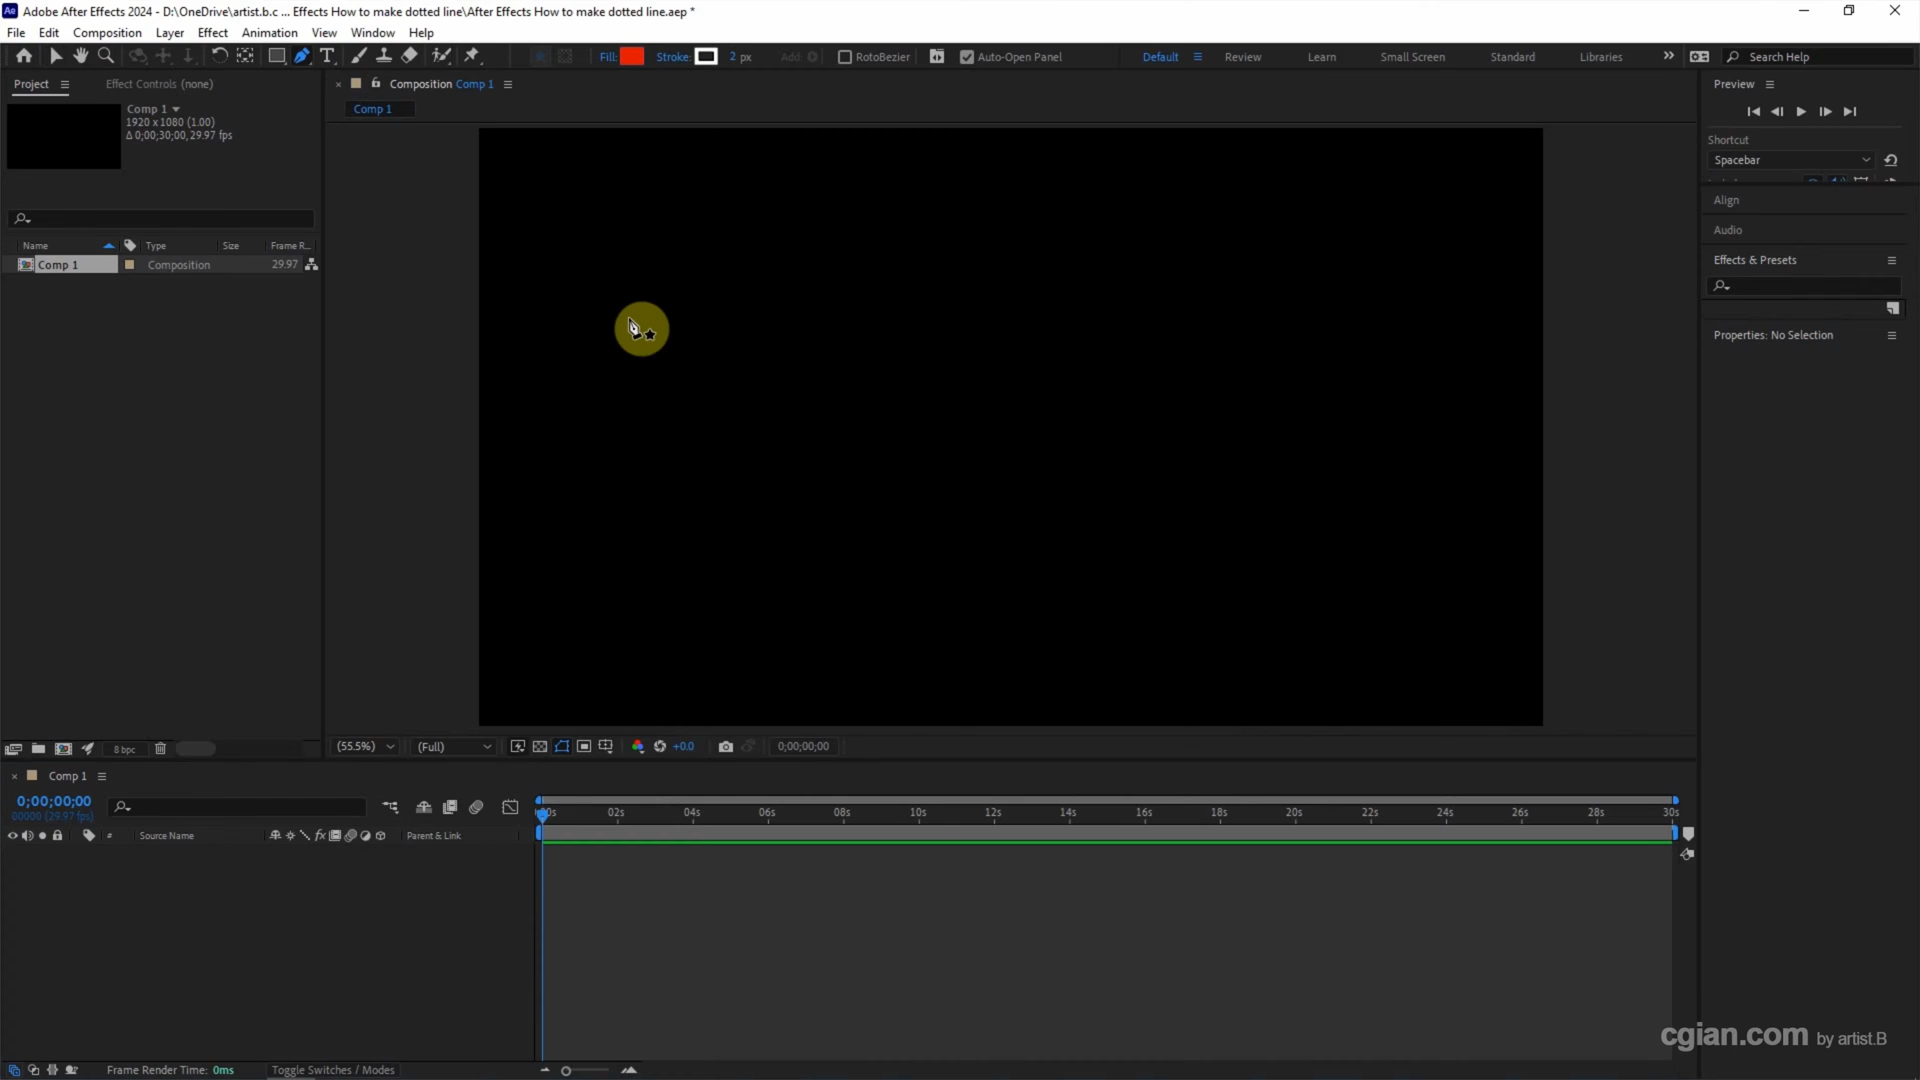 Ae Adobe After Effects 2024 - D:\OneDrive\artist.b.c ... Effects How to make dotted line\After Effects How to make dotted line.aep *
File Edit Composition Layer Effect Animation View Window Help
Fill: Stroke: 2 px Add RotoBezier Auto-Open Panel Default Review Learn Small Screen Standard Libraries Search Help
Project Effect Controls (none)
Composition Comp 1
Preview
Comp 1
1920 x 1080 (1.00)
Δ 0;00;30;00, 29.97 fps
Comp 1
Shortcut
Spacebar
Align
Audio
Effects & Presets
Properties: No Selection
Name Type Size Frame R...
Comp 1 Composition 29.97
8 bpc
(55.5%) (Full) +0.0 0;00;00;00
Comp 1
0;00;00;00
00000 (29.97 fps)
# Source Name fx Parent & Link
:00s 02s 04s 06s 08s 10s 12s 14s 16s 18s 20s 22s 24s 26s 28s 30s
Frame Render Time: 0ms Toggle Switches / Modes
cgian.com by artist.B